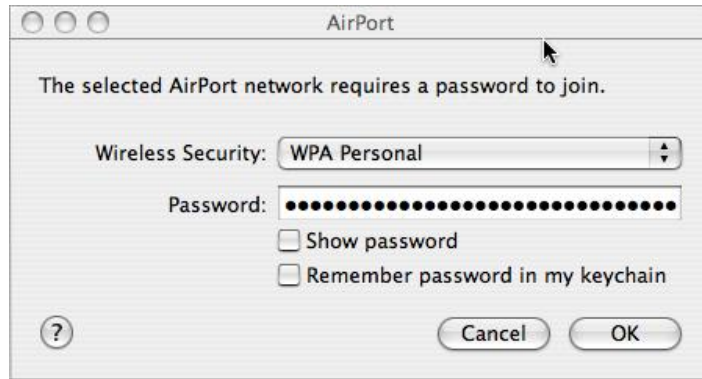 AirPort
The selected AirPort network requires a password to join.
Wireless Security: WPA Personal
Password: •••••••••••••••••••••••••••••••
Show password
Remember password in my keychain
? Cancel OK